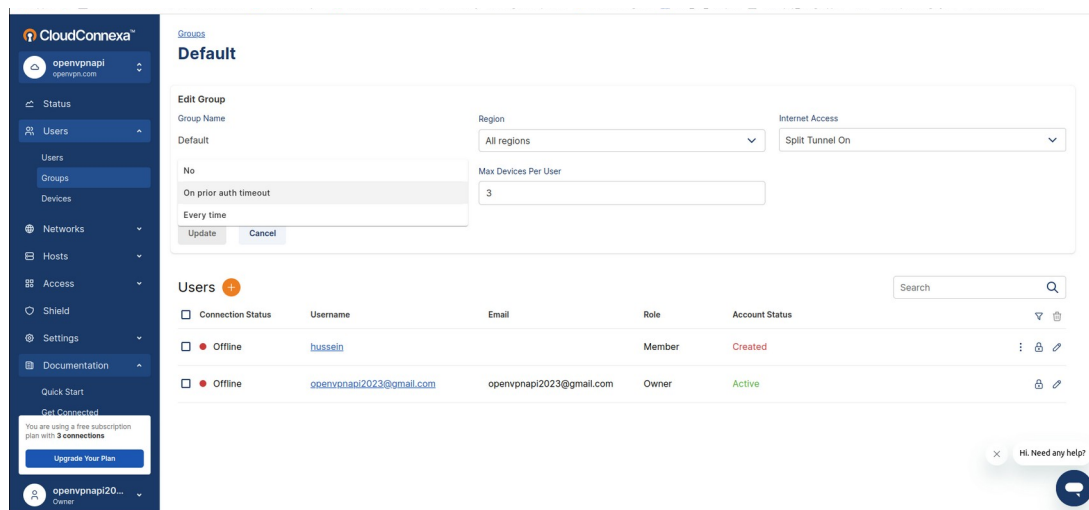 CloudConnexa™
openvpnapi
openvpn.com
Status
Users
Users
Groups
Devices
Networks
Hosts
Access
Shield
Settings
Documentation
Quick Start
Get Connected
You are using a free subscription
plan with 3 connections
Upgrade Your Plan
openvpnapi20...
Owner
Groups
Default
Edit Group
Group Name
Region
Internet Access
Default
All regions
Split Tunnel On
No
Max Devices Per User
On prior auth timeout
3
Every time
Update
Cancel
Users
Search
Connection Status Username Email Role Account Status
Offline hussein Member Created
Offline openvpnapi2023@gmail.com openvpnapi2023@gmail.com Owner Active
Hi. Need any help?